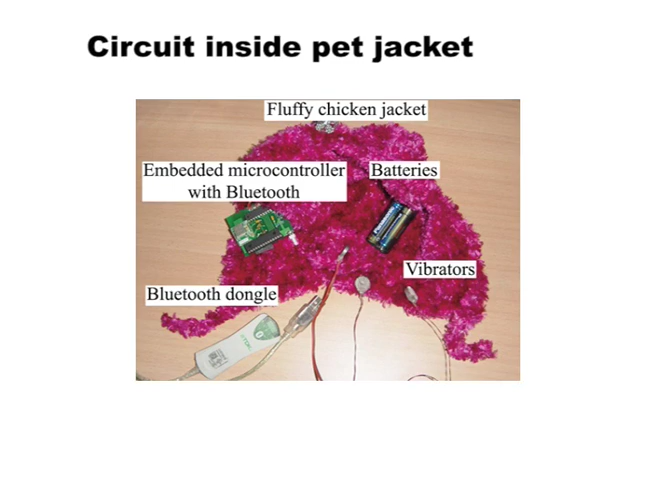 Circuit inside pet jacket
Fluffy chicken jacket
Embedded microcontroller
with Bluetooth
Batteries
Vibrators
Bluetooth dongle